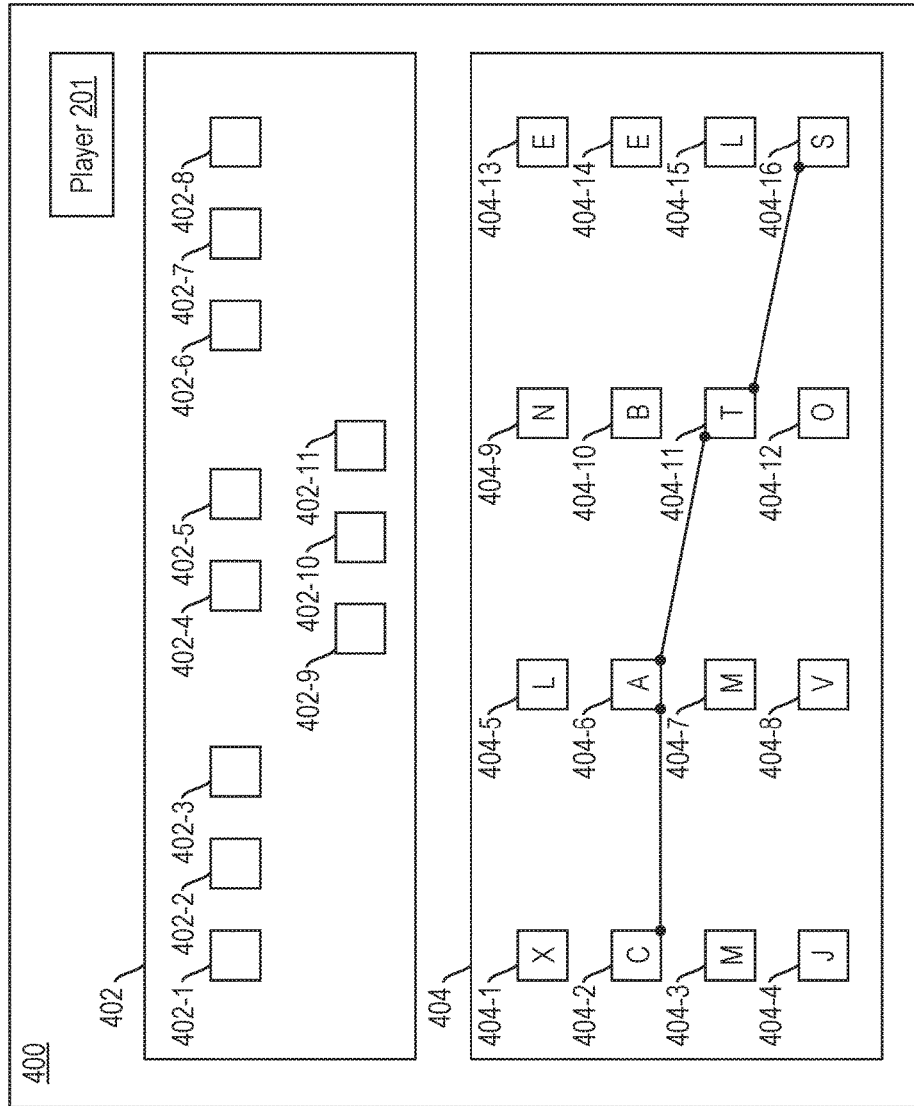 400
Player 201
402
402-1 402-2 402-3 402-4 402-5 402-6 402-7 402-8
402-9 402-10 402-11
404
404-1 X 404-5 L 404-9 N 404-13 E
404-2 C 404-6 A 404-10 B 404-14 E
404-3 M 404-7 M 404-11 T 404-15 L
404-4 J 404-8 V 404-12 O 404-16 S